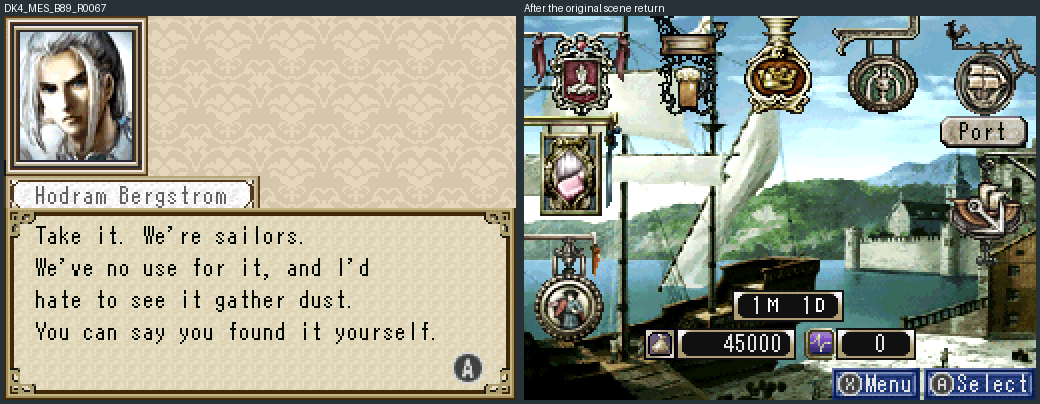 DK4_MES_B89_R0067
Hodram Bergstrom
Take it. We're sailors.
We've no use for it, and I'd
hate to see it gather dust.
You can say you found it yourself.
A
After the original scene return
Port
1M 1D
45000
0
X Menu
A Select